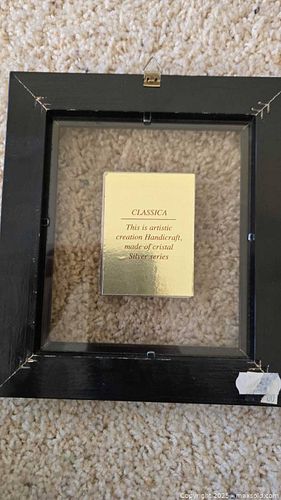 CLASSICA
This is artistic
creation Handicraft,
made of cristal
Silver series
Copyright 2025 - maxsold.com